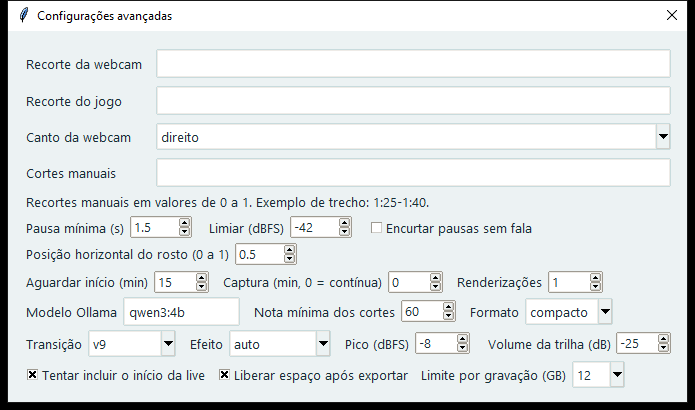 Configurações avançadas
Recorte da webcam
Recorte do jogo
Canto da webcam direito
Cortes manuais
Recortes manuais em valores de 0 a 1. Exemplo de trecho: 1:25-1:40.
Pausa mínima (s) 1.5 Limiar (dBFS) -42 Encurtar pausas sem fala
Posição horizontal do rosto (0 a 1) 0.5
Aguardar início (min) 15 Captura (min, 0 = contínua) 0 Renderizações 1
Modelo Ollama qwen3:4b Nota mínima dos cortes 60 Formato compacto
Transição v9 Efeito auto Pico (dBFS) -8 Volume da trilha (dB) -25
Tentar incluir o início da live Liberar espaço após exportar Limite por gravação (GB) 12